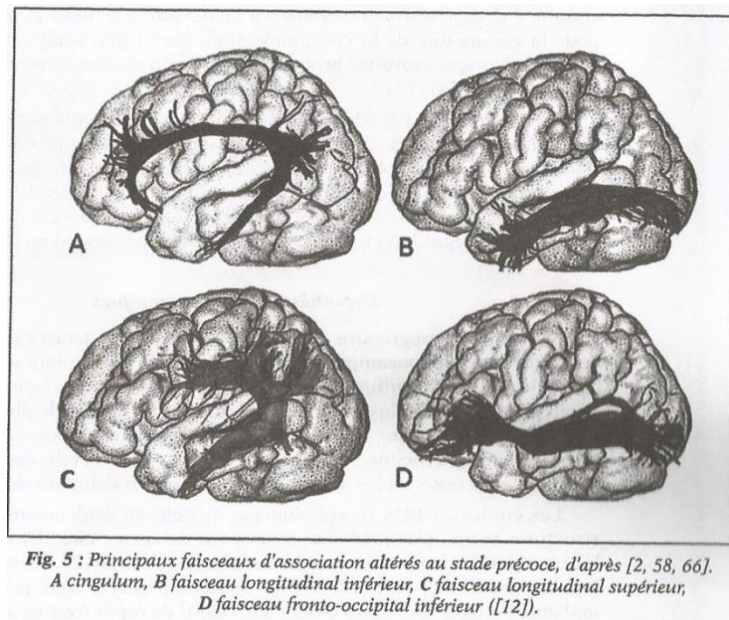 A
B
C
D
Fig. 5 : Principaux faisceaux d'association altérés au stade précoce, d'après [2, 58, 66].
A cingulum, B faisceau longitudinal inférieur, C faisceau longitudinal supérieur,
D faisceau fronto-occipital inférieur ([12]).